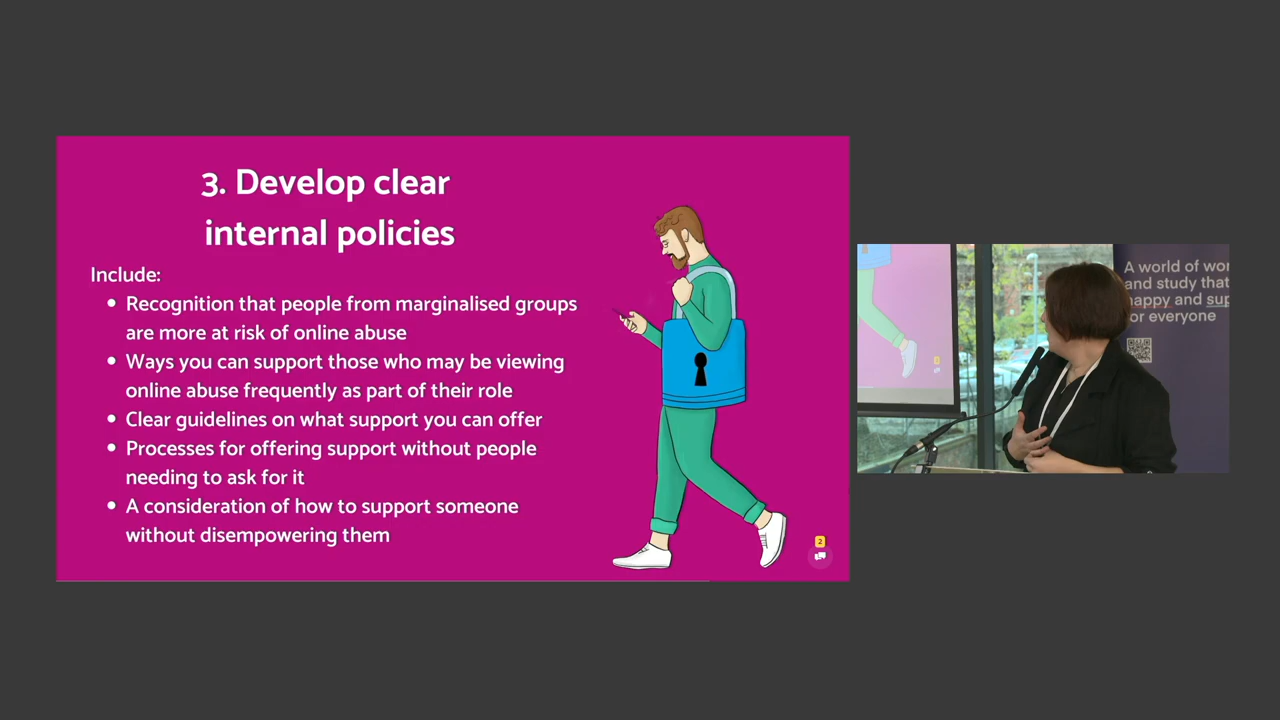 3. Develop clear
internal policies
Include:
Recognition that people from marginalised groups
are more at risk of online abuse
Ways you can support those who may be viewing
online abuse frequently as part of their role
Clear guidelines on what support you can offer
Processes for offering support without people
needing to ask for it
A consideration of how to support someone
without disempowering them
2
A world of wor
and study that
happy and sup
for everyone